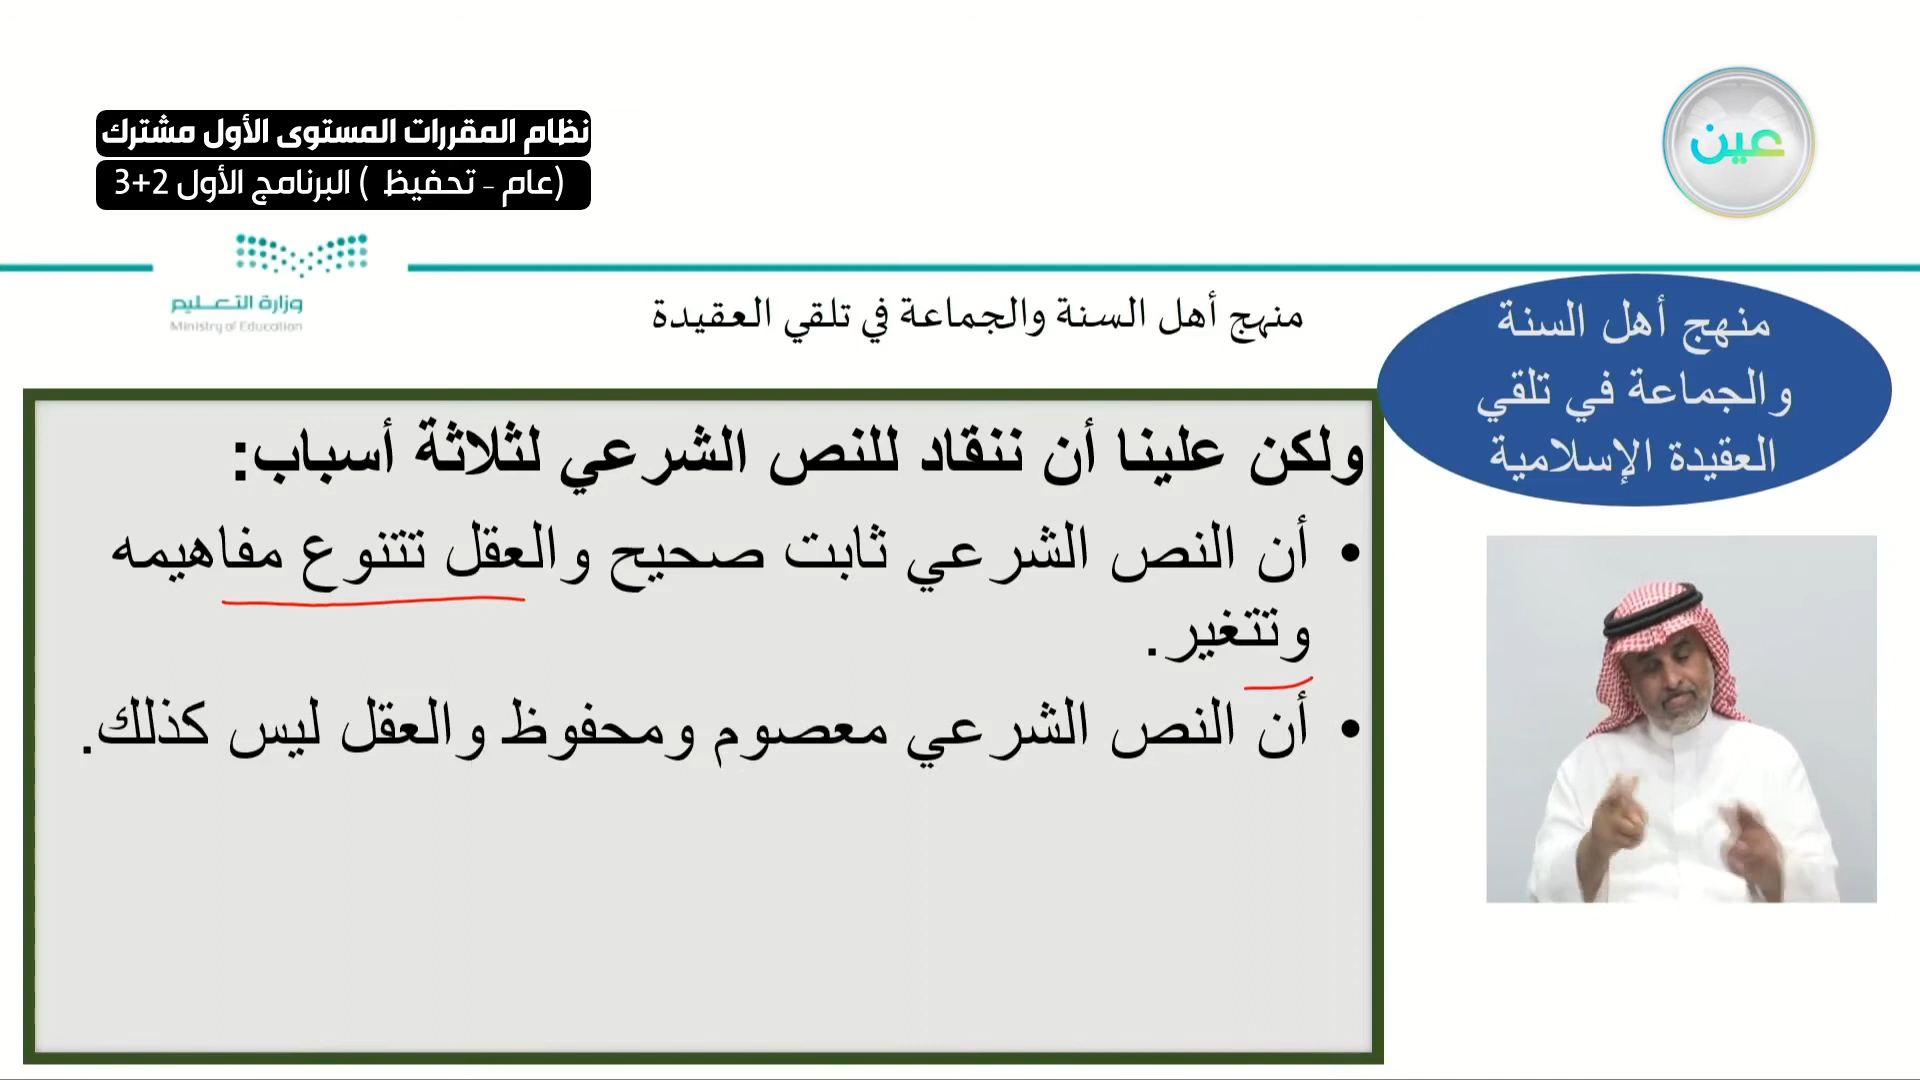 نظام المقررات المستوى الأول مشترك
(عام - تحفيظ ) البرنامج الأول 2+3
عين
وزارة التعليم
Ministry of Education
منهج أهل السنة والجماعة في تلقي العقيدة
منهج أهل السنة
والجماعة في تلقي
العقيدة الإسلامية
ولكن علينا أن ننقاد للنص الشرعي لثلاثة أسباب:
• أن النص الشرعي ثابت صحيح والعقل تتنوع مفاهيمه
وتتغير.
• أن النص الشرعي معصوم ومحفوظ والعقل ليس كذلك.